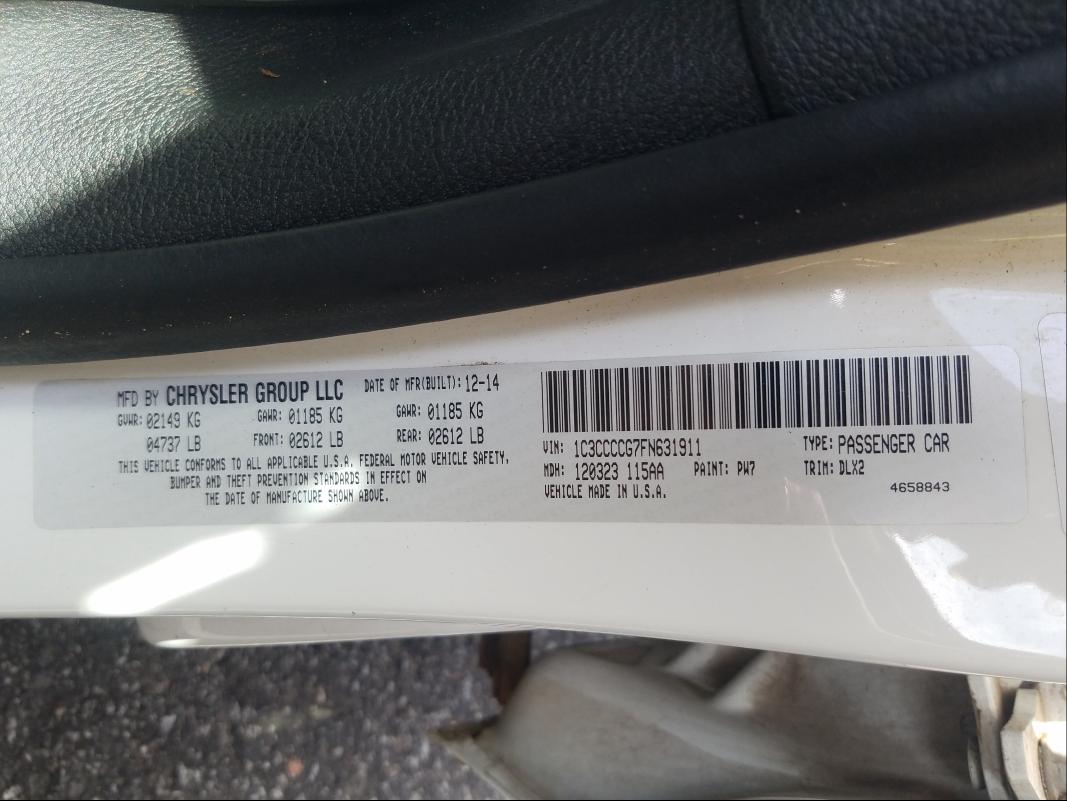 MFD BY CHRYSLER GROUP LLC DATE OF MFR(BUILT): 12-14
GVWR: 02149 KG GAWR: 01185 KG GAWR: 01185 KG
04737 LB FRONT: 02612 LB REAR: 02612 LB
THIS VEHICLE CONFORMS TO ALL APPLICABLE U.S.A. FEDERAL MOTOR VEHICLE SAFETY,
BUMPER AND THEFT PREVENTION STANDARDS IN EFFECT ON
THE DATE OF MANUFACTURE SHOWN ABOVE.
VIN: 1C3CCCCG7FN631911 TYPE: PASSENGER CAR
MDH: 120323 115AA PAINT: PW7 TRIM: DLX2
VEHICLE MADE IN U.S.A. 4658843